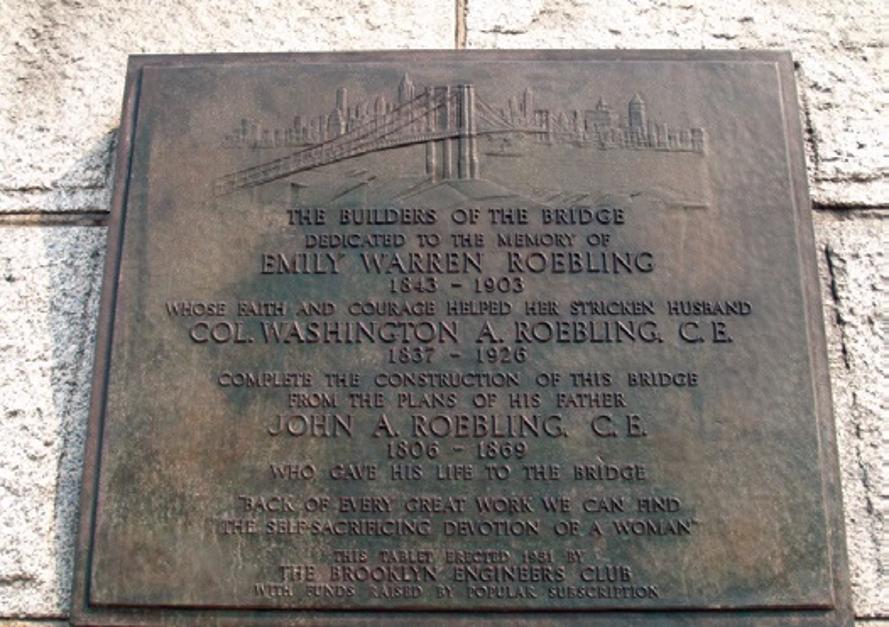 THE BUILDERS OF THE BRIDGE
DEDICATED TO THE MEMORY OF
EMILY WARREN ROEBLING
1843 - 1903
WHOSE FAITH AND COURAGE HELPED HER STRICKEN HUSBAND
COL. WASHINGTON A. ROEBLING, C.E.
1837 - 1926
COMPLETE THE CONSTRUCTION OF THIS BRIDGE
FROM THE PLANS OF HIS FATHER
JOHN A. ROEBLING, C.E.
1806 - 1869
WHO GAVE HIS LIFE TO THE BRIDGE
"BACK OF EVERY GREAT WORK WE CAN FIND
THE SELF-SACRIFICING DEVOTION OF A WOMAN"
THIS TABLET ERECTED 1951 BY
THE BROOKLYN ENGINEERS CLUB
WITH FUNDS RAISED BY POPULAR SUBSCRIPTION